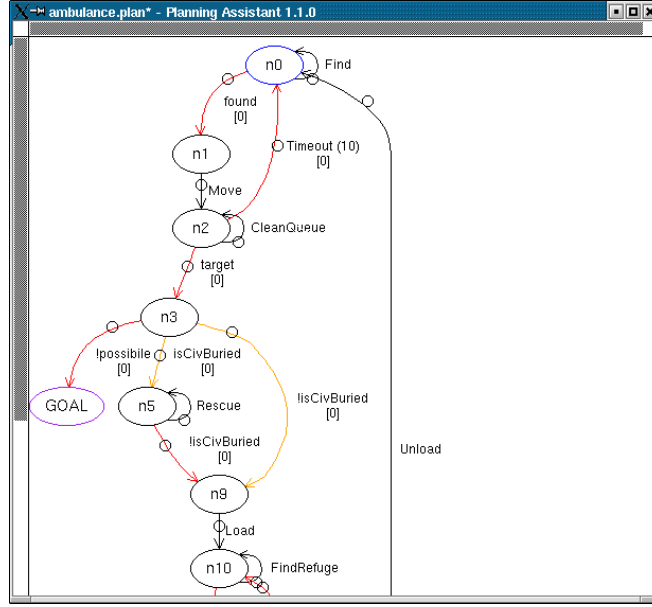 ambulance.plan* - Planning Assistant 1.1.0
n0
Find
found
[0]
Timeout (10)
[0]
n1
Move
n2
CleanQueue
target
[0]
n3
!possibile
[0]
isCivBuried
[0]
!isCivBuried
[0]
GOAL
n5
Rescue
!isCivBuried
[0]
Unload
n9
Load
n10
FindRefuge